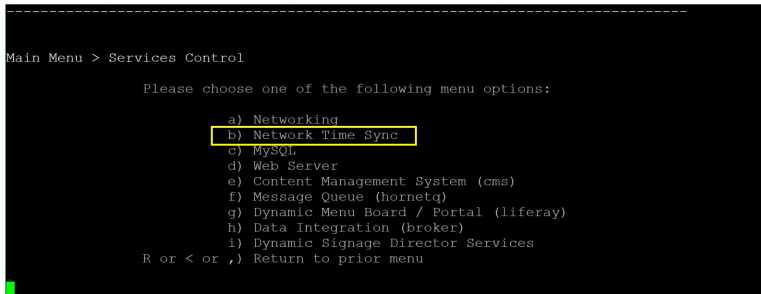 --------------------------------------------------------------------------------
Main Menu > Services Control
Please choose one of the following menu options:
a) Networking
b) Network Time Sync
c) MySQL
d) Web Server
e) Content Management System (cms)
f) Message Queue (hornetq)
g) Dynamic Menu Board / Portal (liferay)
h) Data Integration (broker)
i) Dynamic Signage Director Services
R or < or ,) Return to prior menu